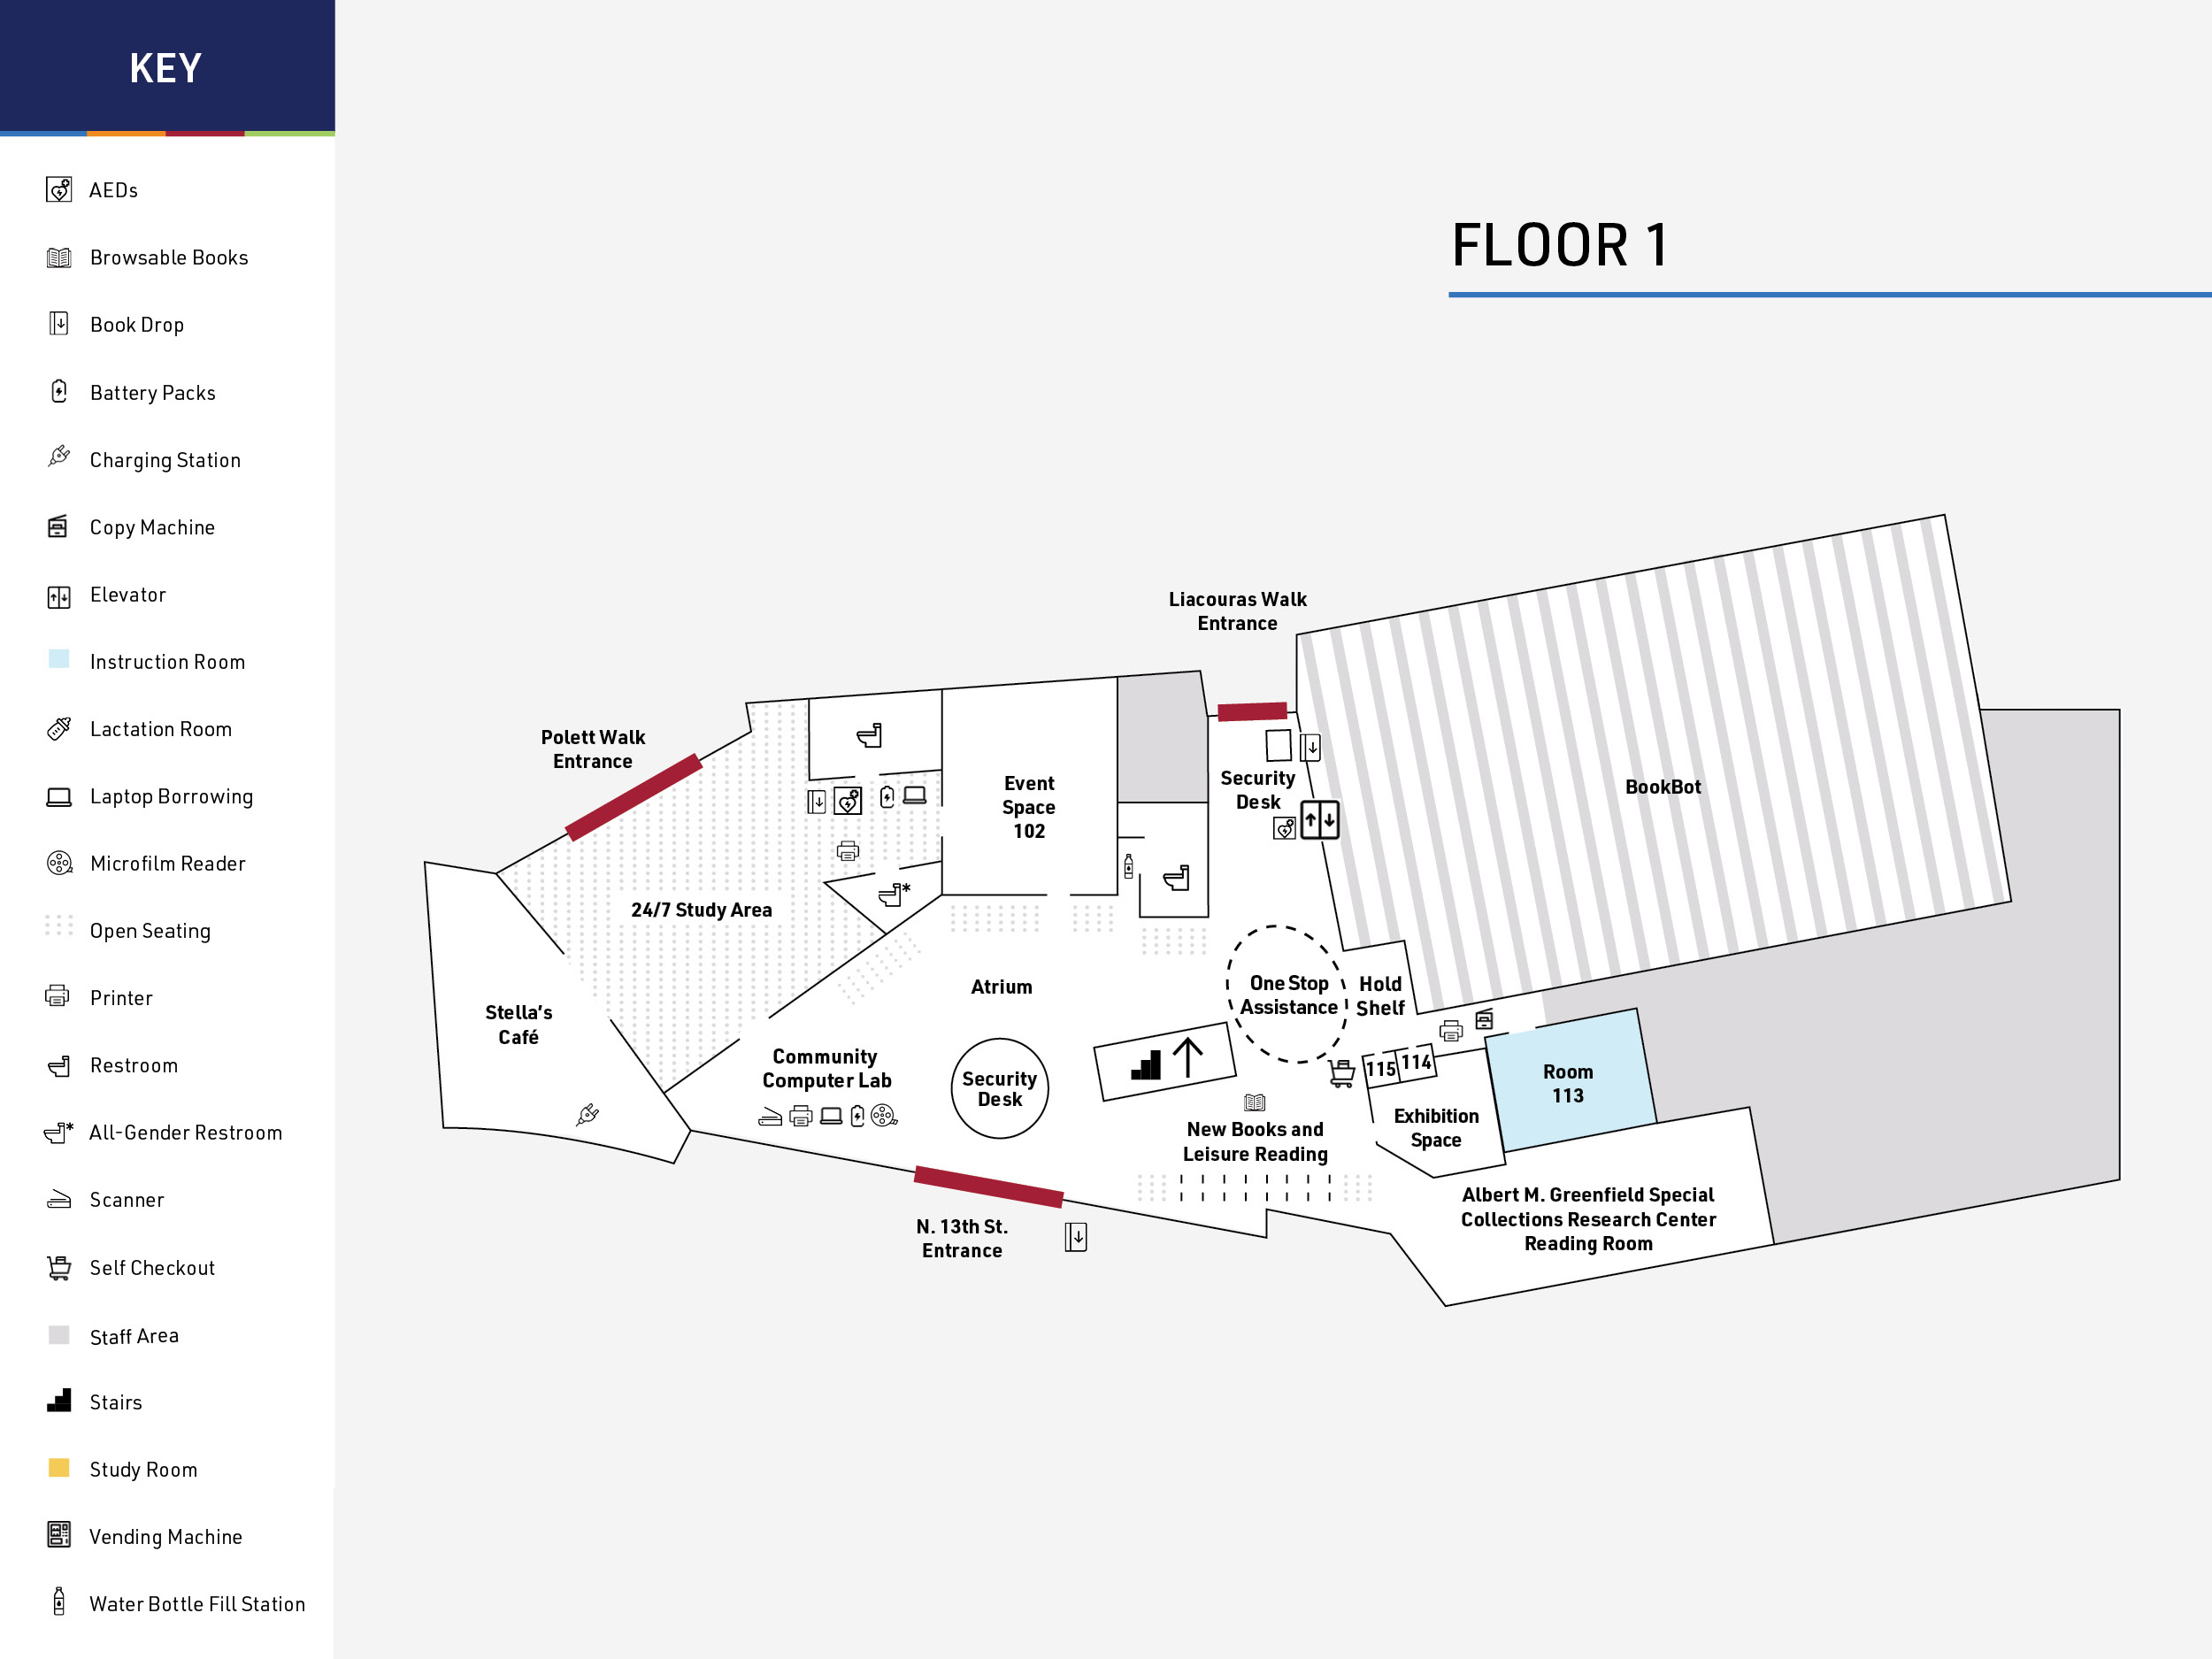 KEY
AEDs
Browsable Books
Book Drop
Battery Packs
Charging Station
Copy Machine
Elevator
Instruction Room
Lactation Room
Laptop Borrowing
Microfilm Reader
Open Seating
Printer
Restroom
* All-Gender Restroom
Scanner
Self Checkout
Staff Area
Stairs
Study Room
Vending Machine
Water Bottle Fill Station
FLOOR 1
Liacouras Walk
Entrance
Polett Walk
Entrance
Event
Space
102
Security
Desk
BookBot
*
24/7 Study Area
Atrium
One Stop
Assistance
Hold
Shelf
Stella’s
Café
Community
Computer Lab
Security
Desk
115
114
Room
113
New Books and
Leisure Reading
Exhibition
Space
Albert M. Greenfield Special
Collections Research Center
Reading Room
N. 13th St.
Entrance